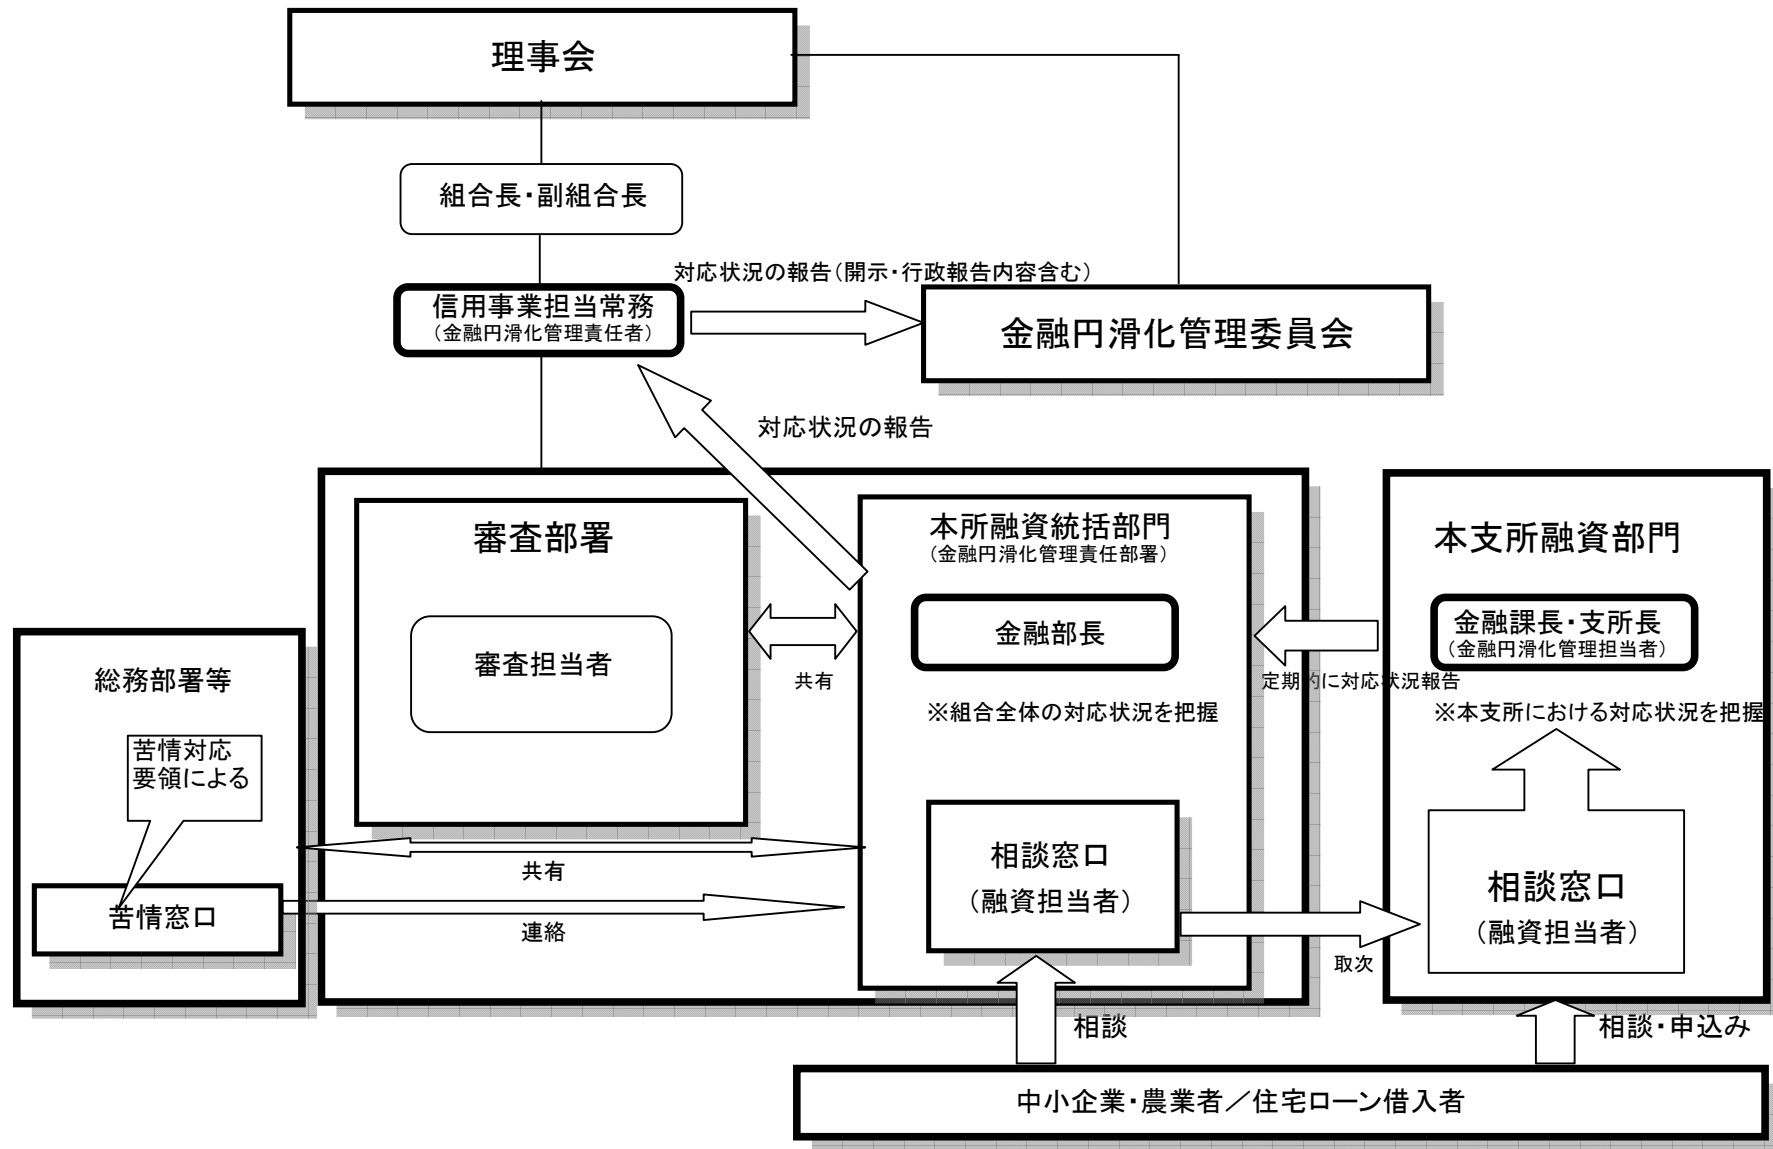 理事会
組合長・副組合長
対応状況の報告(開示・行政報告内容含む)
信用事業担当常務
(金融円滑化管理責任者)
金融円滑化管理委員会
対応状況の報告
審査部署
審査担当者
共有
本所融資統括部門
(金融円滑化管理責任部署)
金融部長
※組合全体の対応状況を把握
定期的に対応状況報告
本支所融資部門
金融課長・支所長
(金融円滑化管理担当者)
※本支所における対応状況を把握
総務部署等
苦情対応
要領による
苦情窓口
共有
連絡
相談窓口
(融資担当者)
取次
相談窓口
(融資担当者)
相談
相談・申込み
中小企業・農業者/住宅ローン借入者